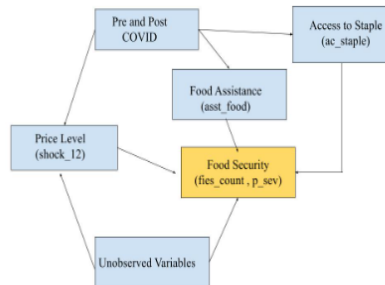 Pre and Post
COVID
Access to Staple
(ac_staple)
Food Assistance
(asst_food)
Price Level
(shock_12)
Food Security
(fies_count , p_sev)
Unobserved Variables